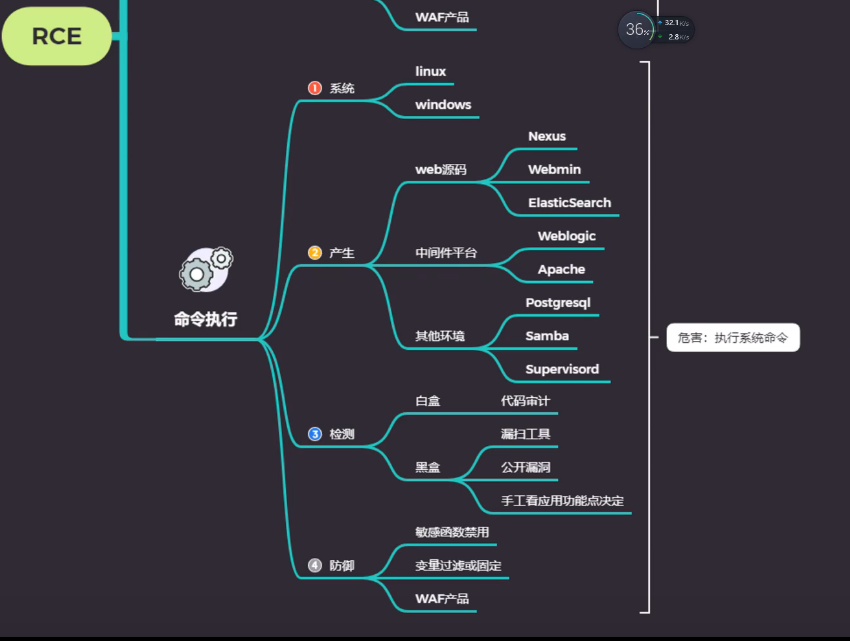 RCE
WAF产品
36%
32.1K/s
2.8K/s
命令执行
1 系统
linux
windows
2 产生
web源码
Nexus
Webmin
ElasticSearch
中间件平台
Weblogic
Apache
其他环境
Postgresql
Samba
Supervisord
3 检测
白盒
代码审计
黑盒
漏扫工具
公开漏洞
手工看应用功能点决定
4 防御
敏感函数禁用
变量过滤或固定
WAF产品
危害：执行系统命令